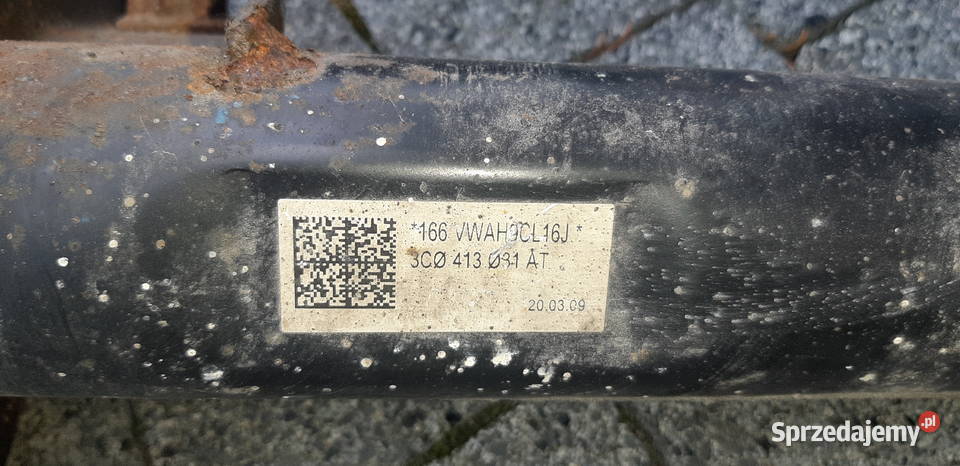 *166 VWAH9CL16J *
3CØ 413 Ø31 AT
20.03.09
Sprzedajemy.pl